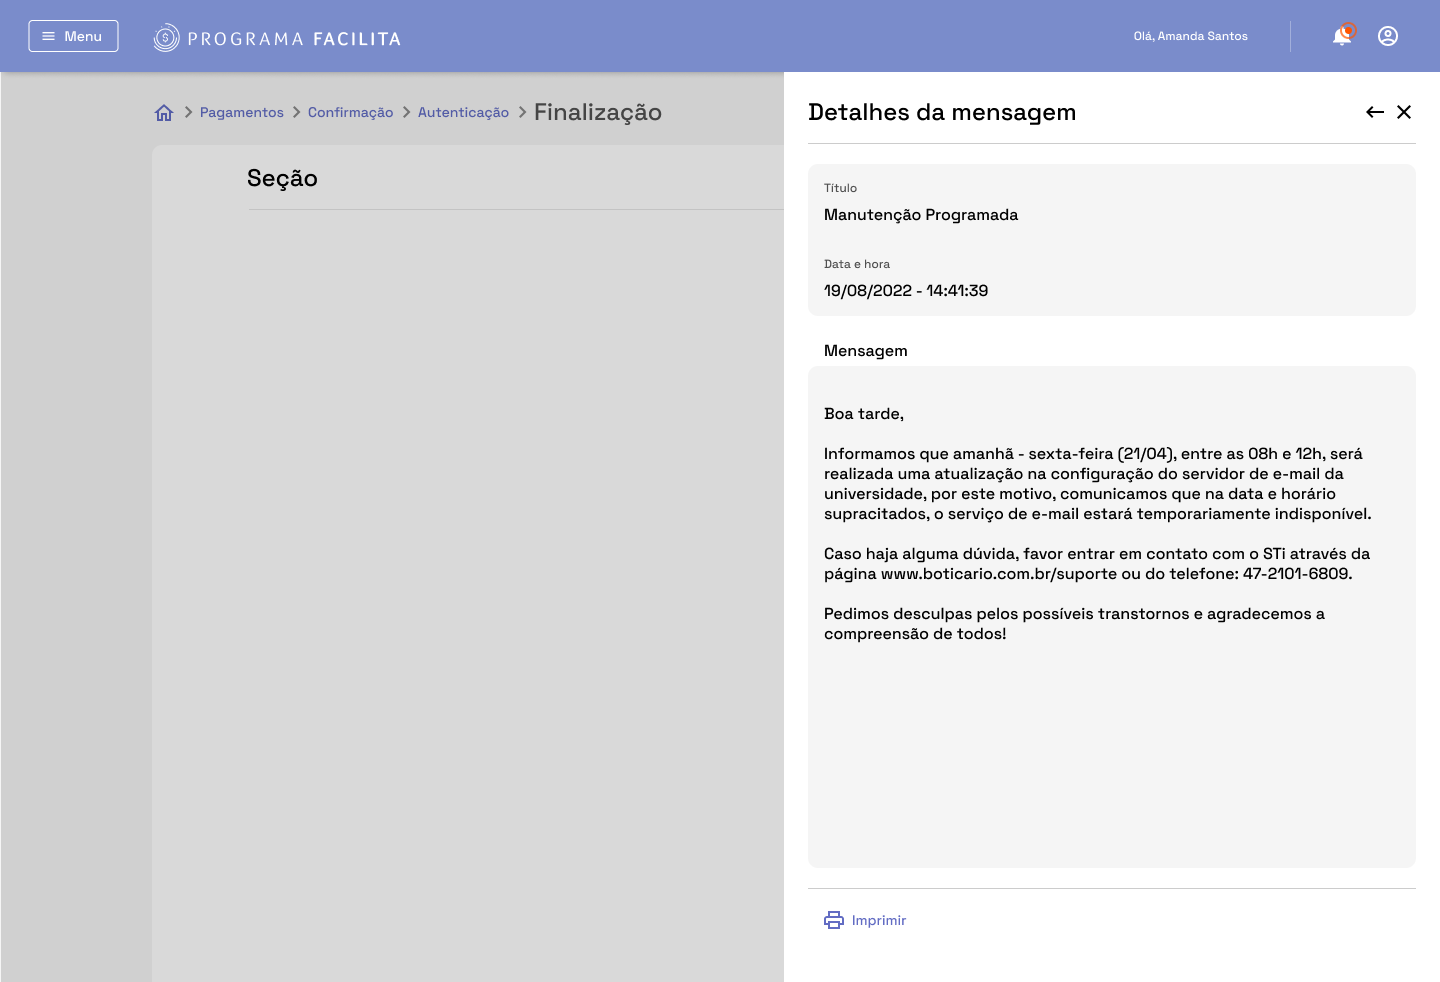 Menu
PROGRAMA FACILITA
Olá, Amanda Santos
Pagamentos
Confirmação
Autenticação
Finalização
Seção
Detalhes da mensagem
Título
Manutenção Programada
Data e hora
19/08/2022 - 14:41:39
Mensagem
Boa tarde,
Informamos que amanhã - sexta-feira (21/04), entre as 08h e 12h, será
realizada uma atualização na configuração do servidor de e-mail da
universidade, por este motivo, comunicamos que na data e horário
supracitados, o serviço de e-mail estará temporariamente indisponível.
Caso haja alguma dúvida, favor entrar em contato com o STi através da
página www.boticario.com.br/suporte ou do telefone: 47-2101-6809.
Pedimos desculpas pelos possíveis transtornos e agradecemos a
compreensão de todos!
Imprimir